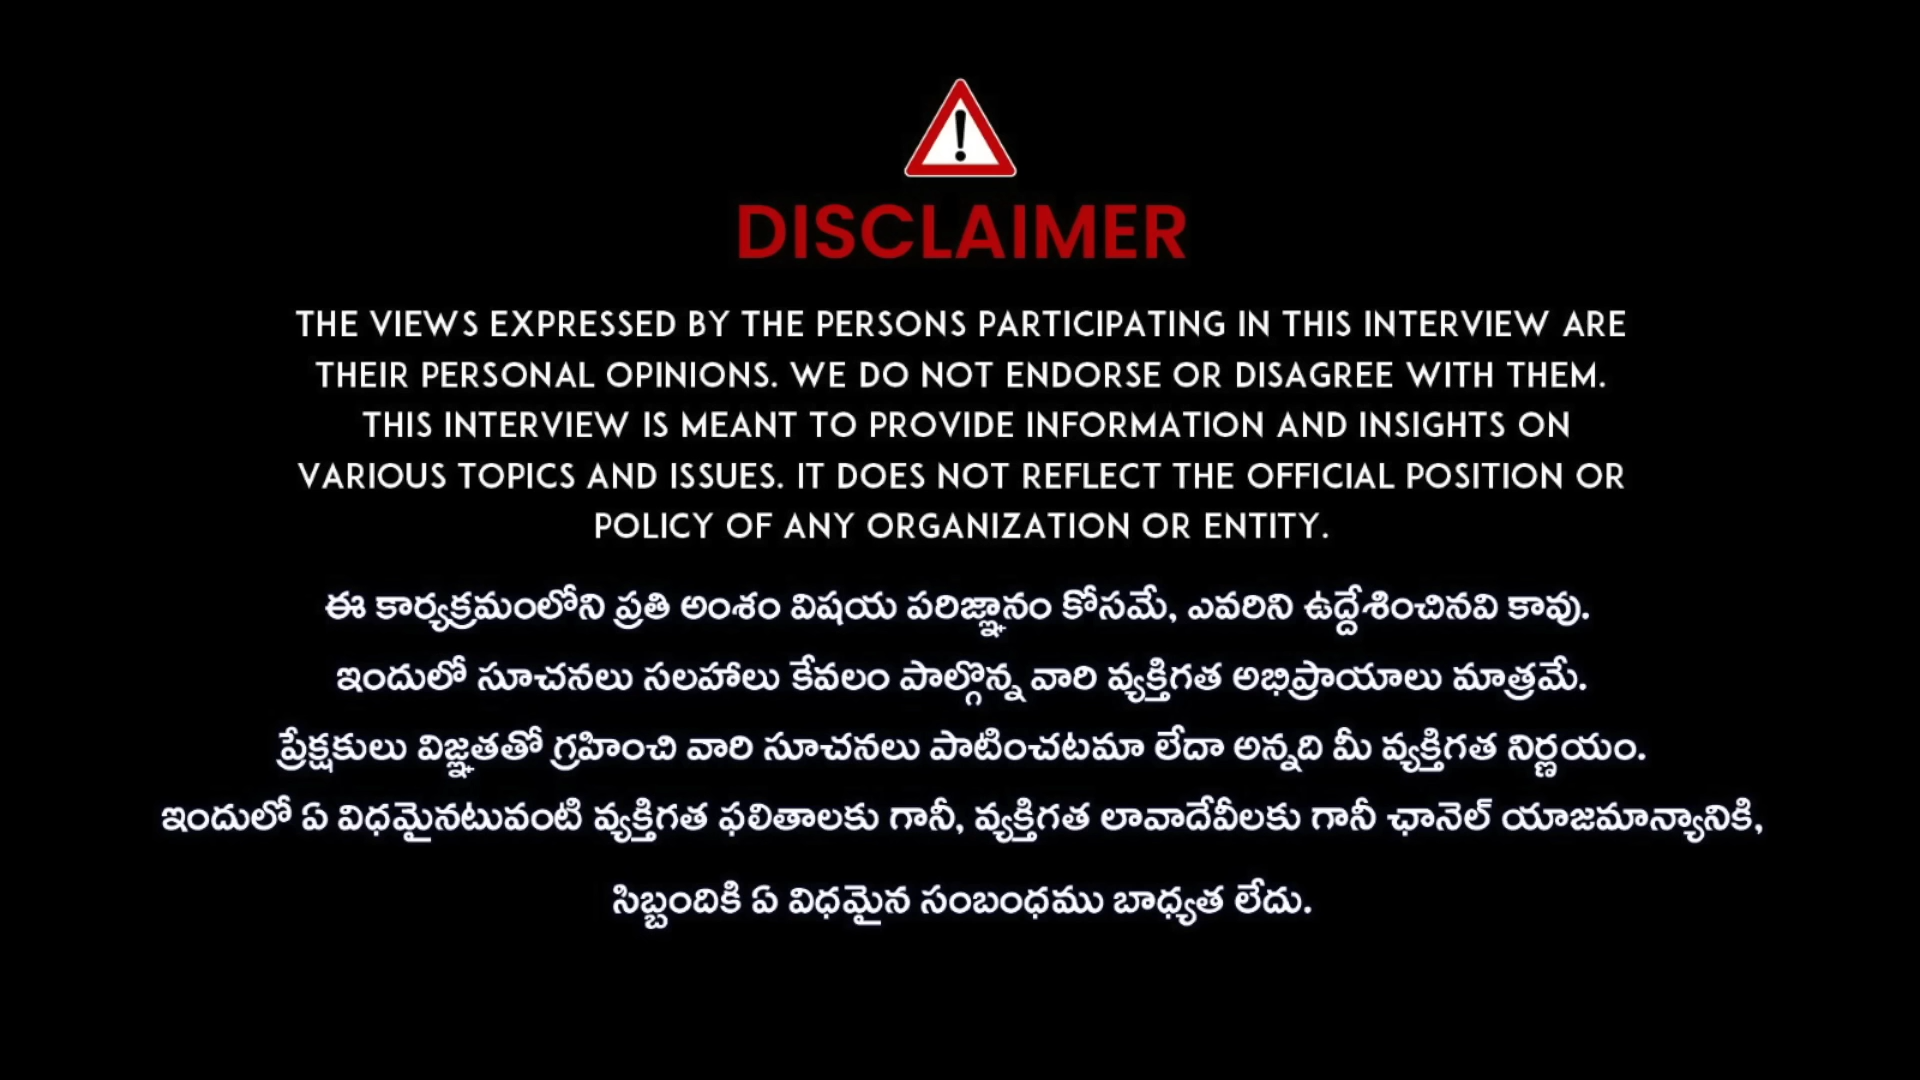 DISCLAIMER
THE VIEWS EXPRESSED BY THE PERSONS PARTICIPATING IN THIS INTERVIEW ARE
THEIR PERSONAL OPINIONS. WE DO NOT ENDORSE OR DISAGREE WITH THEM.
THIS INTERVIEW IS MEANT TO PROVIDE INFORMATION AND INSIGHTS ON
VARIOUS TOPICS AND ISSUES. IT DOES NOT REFLECT THE OFFICIAL POSITION OR
POLICY OF ANY ORGANIZATION OR ENTITY.
ఈ కార్యక్రమంలోని ప్రతి అంశం విషయ పరిజ్ఞానం కోసమే, ఎవరిని ఉద్దేశించినవి కావు.
ఇందులో సూచనలు సలహాలు కేవలం పాల్గొన్న వారి వ్యక్తిగత అభిప్రాయాలు మాత్రమే.
ప్రేక్షకులు విజ్ఞతతో గ్రహించి వారి సూచనలు పాటించటమా లేదా అన్నది మీ వ్యక్తిగత నిర్ణయం.
ఇందులో ఏ విధమైనటువంటి వ్యక్తిగత ఫలితాలకు గానీ, వ్యక్తిగత లావాదేవీలకు గానీ ఛానెల్ యాజమాన్యానికి,
సిబ్బందికి ఏ విధమైన సంబంధము బాధ్యత లేదు.